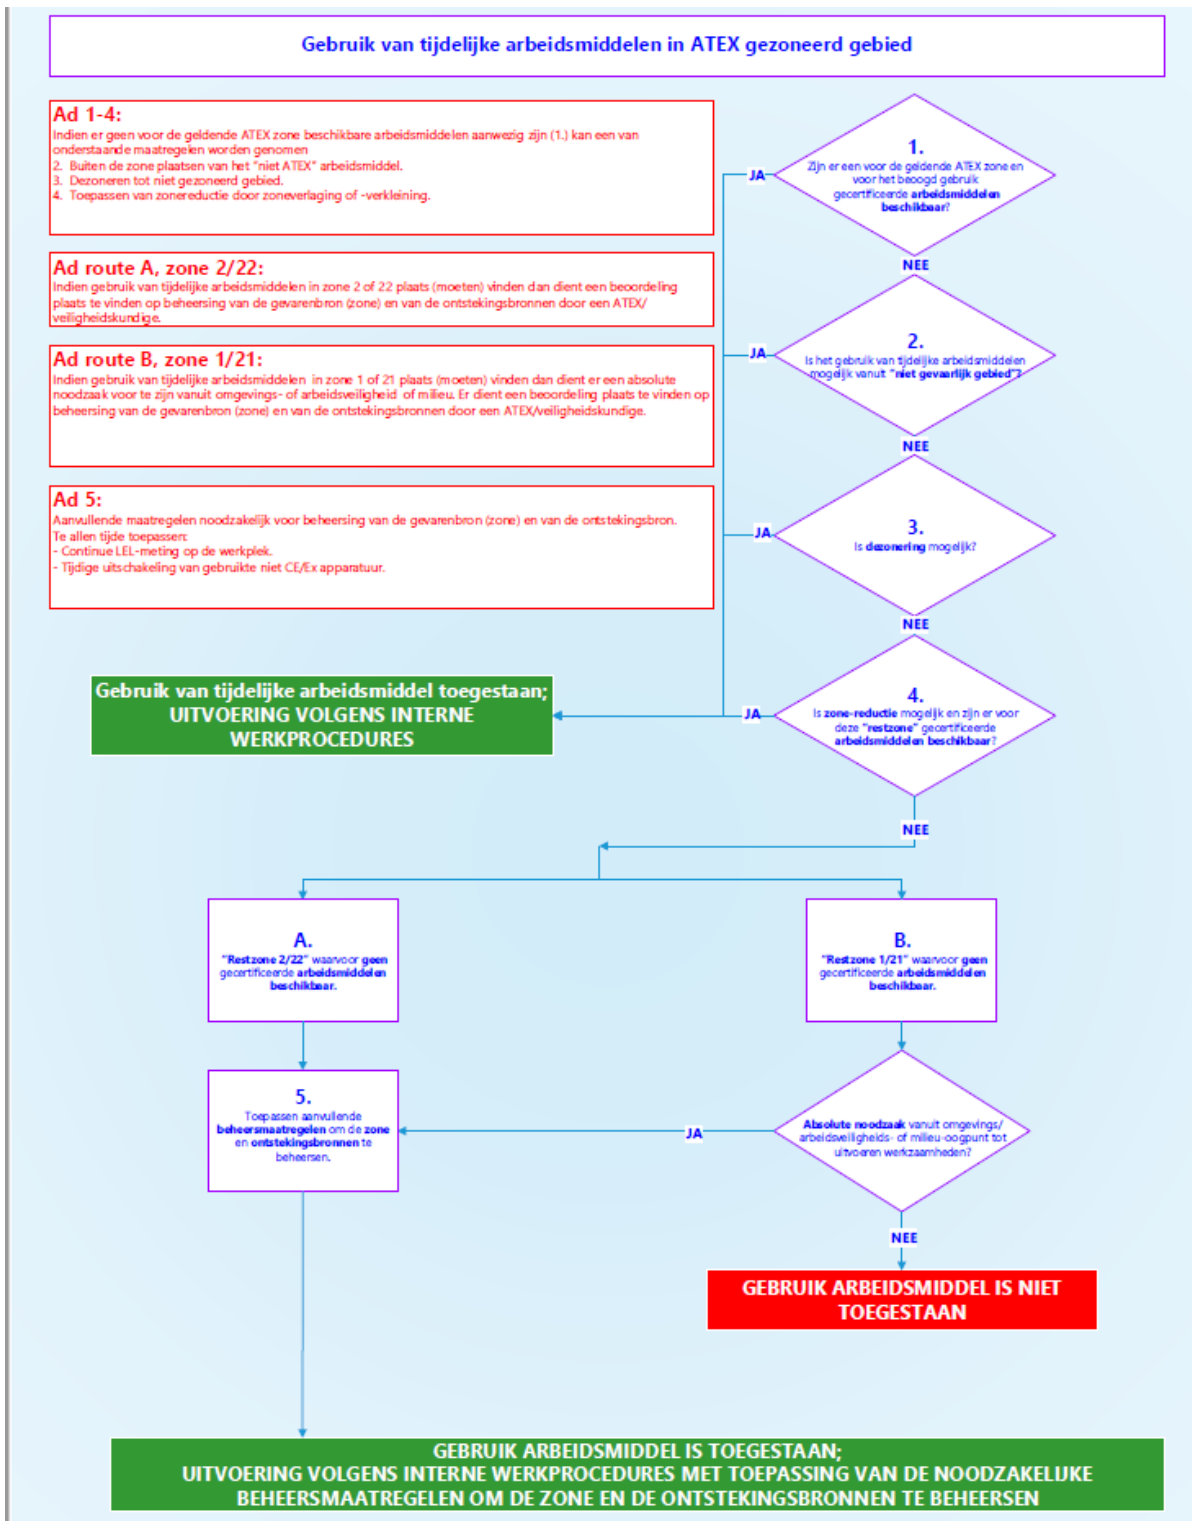 Gebruik van tijdelijke arbeidsmiddelen in ATEX gezoneerd gebied
Ad 1-4:
Indien er geen voor de geldende ATEX zone beschikbare arbeidsmiddelen aanwezig zijn (1.) kan een van
onderstaande maatregelen worden genomen
2. Buiten de zone plaatsen van het "niet ATEX" arbeidsmiddel.
3. Dezoneren tot niet gezoneerd gebied.
4. Toepassen van zonereductie door zoneverlaging of -verkleining.
Ad route A, zone 2/22:
Indien gebruik van tijdelijke arbeidsmiddelen in zone 2 of 22 plaats (moeten) vinden dan dient een beoordeling
plaats te vinden op beheersing van de gevarenbron (zone) en van de ontstekingsbronnen door een ATEX/
veiligheidskundige.
Ad route B, zone 1/21:
Indien gebruik van tijdelijke arbeidsmiddelen in zone 1 of 21 plaats (moeten) vinden dan dient er een absolute
noodzaak voor te zijn vanuit omgevings- of arbeidsveiligheid of milieu. Er dient een beoordeling plaats te vinden op
beheersing van de gevarenbron (zone) en van de ontstekingsbronnen door een ATEX/veiligheidskundige.
Ad 5:
Aanvullende maatregelen noodzakelijk voor beheersing van de gevarenbron (zone) en van de ontstekingsbron.
Te allen tijde toepassen:
- Continue LEL-meting op de werkplek.
- Tijdige uitschakeling van gebruikte niet CE/Ex apparatuur.
1.
Zijn er een voor de geldende ATEX zone en
voor het beoogd gebruik
gecertificeerde arbeidsmiddelen
beschikbaar?
JA
NEE
2.
Is het gebruik van tijdelijke arbeidsmiddelen
mogelijk vanuit "niet gevaarlijk gebied"?
JA
NEE
3.
Is dezonering mogelijk?
JA
NEE
4.
Is zone-reductie mogelijk en zijn er voor
deze "restzone" gecertificeerde
arbeidsmiddelen beschikbaar?
JA
Gebruik van tijdelijke arbeidsmiddel toegestaan;
UITVOERING VOLGENS INTERNE
WERKPROCEDURES
NEE
A.
"Restzone 2/22" waarvoor geen
gecertificeerde arbeidsmiddelen
beschikbaar.
B.
"Restzone 1/21" waarvoor geen
gecertificeerde arbeidsmiddelen
beschikbaar.
5.
Toepassen aanvullende
beheersmaatregelen om de zone
en ontstekingsbronnen te
beheersen.
JA
Absolute noodzaak vanuit omgevings/
arbeidsveiligheids- of milieu-oogpunt tot
uitvoeren werkzaamheden?
NEE
GEBRUIK ARBEIDSMIDDEL IS NIET
TOEGESTAAN
GEBRUIK ARBEIDSMIDDEL IS TOEGESTAAN;
UITVOERING VOLGENS INTERNE WERKPROCEDURES MET TOEPASSING VAN DE NOODZAKELIJKE
BEHEERSMAATREGELEN OM DE ZONE EN DE ONTSTEKINGSBRONNEN TE BEHEERSEN